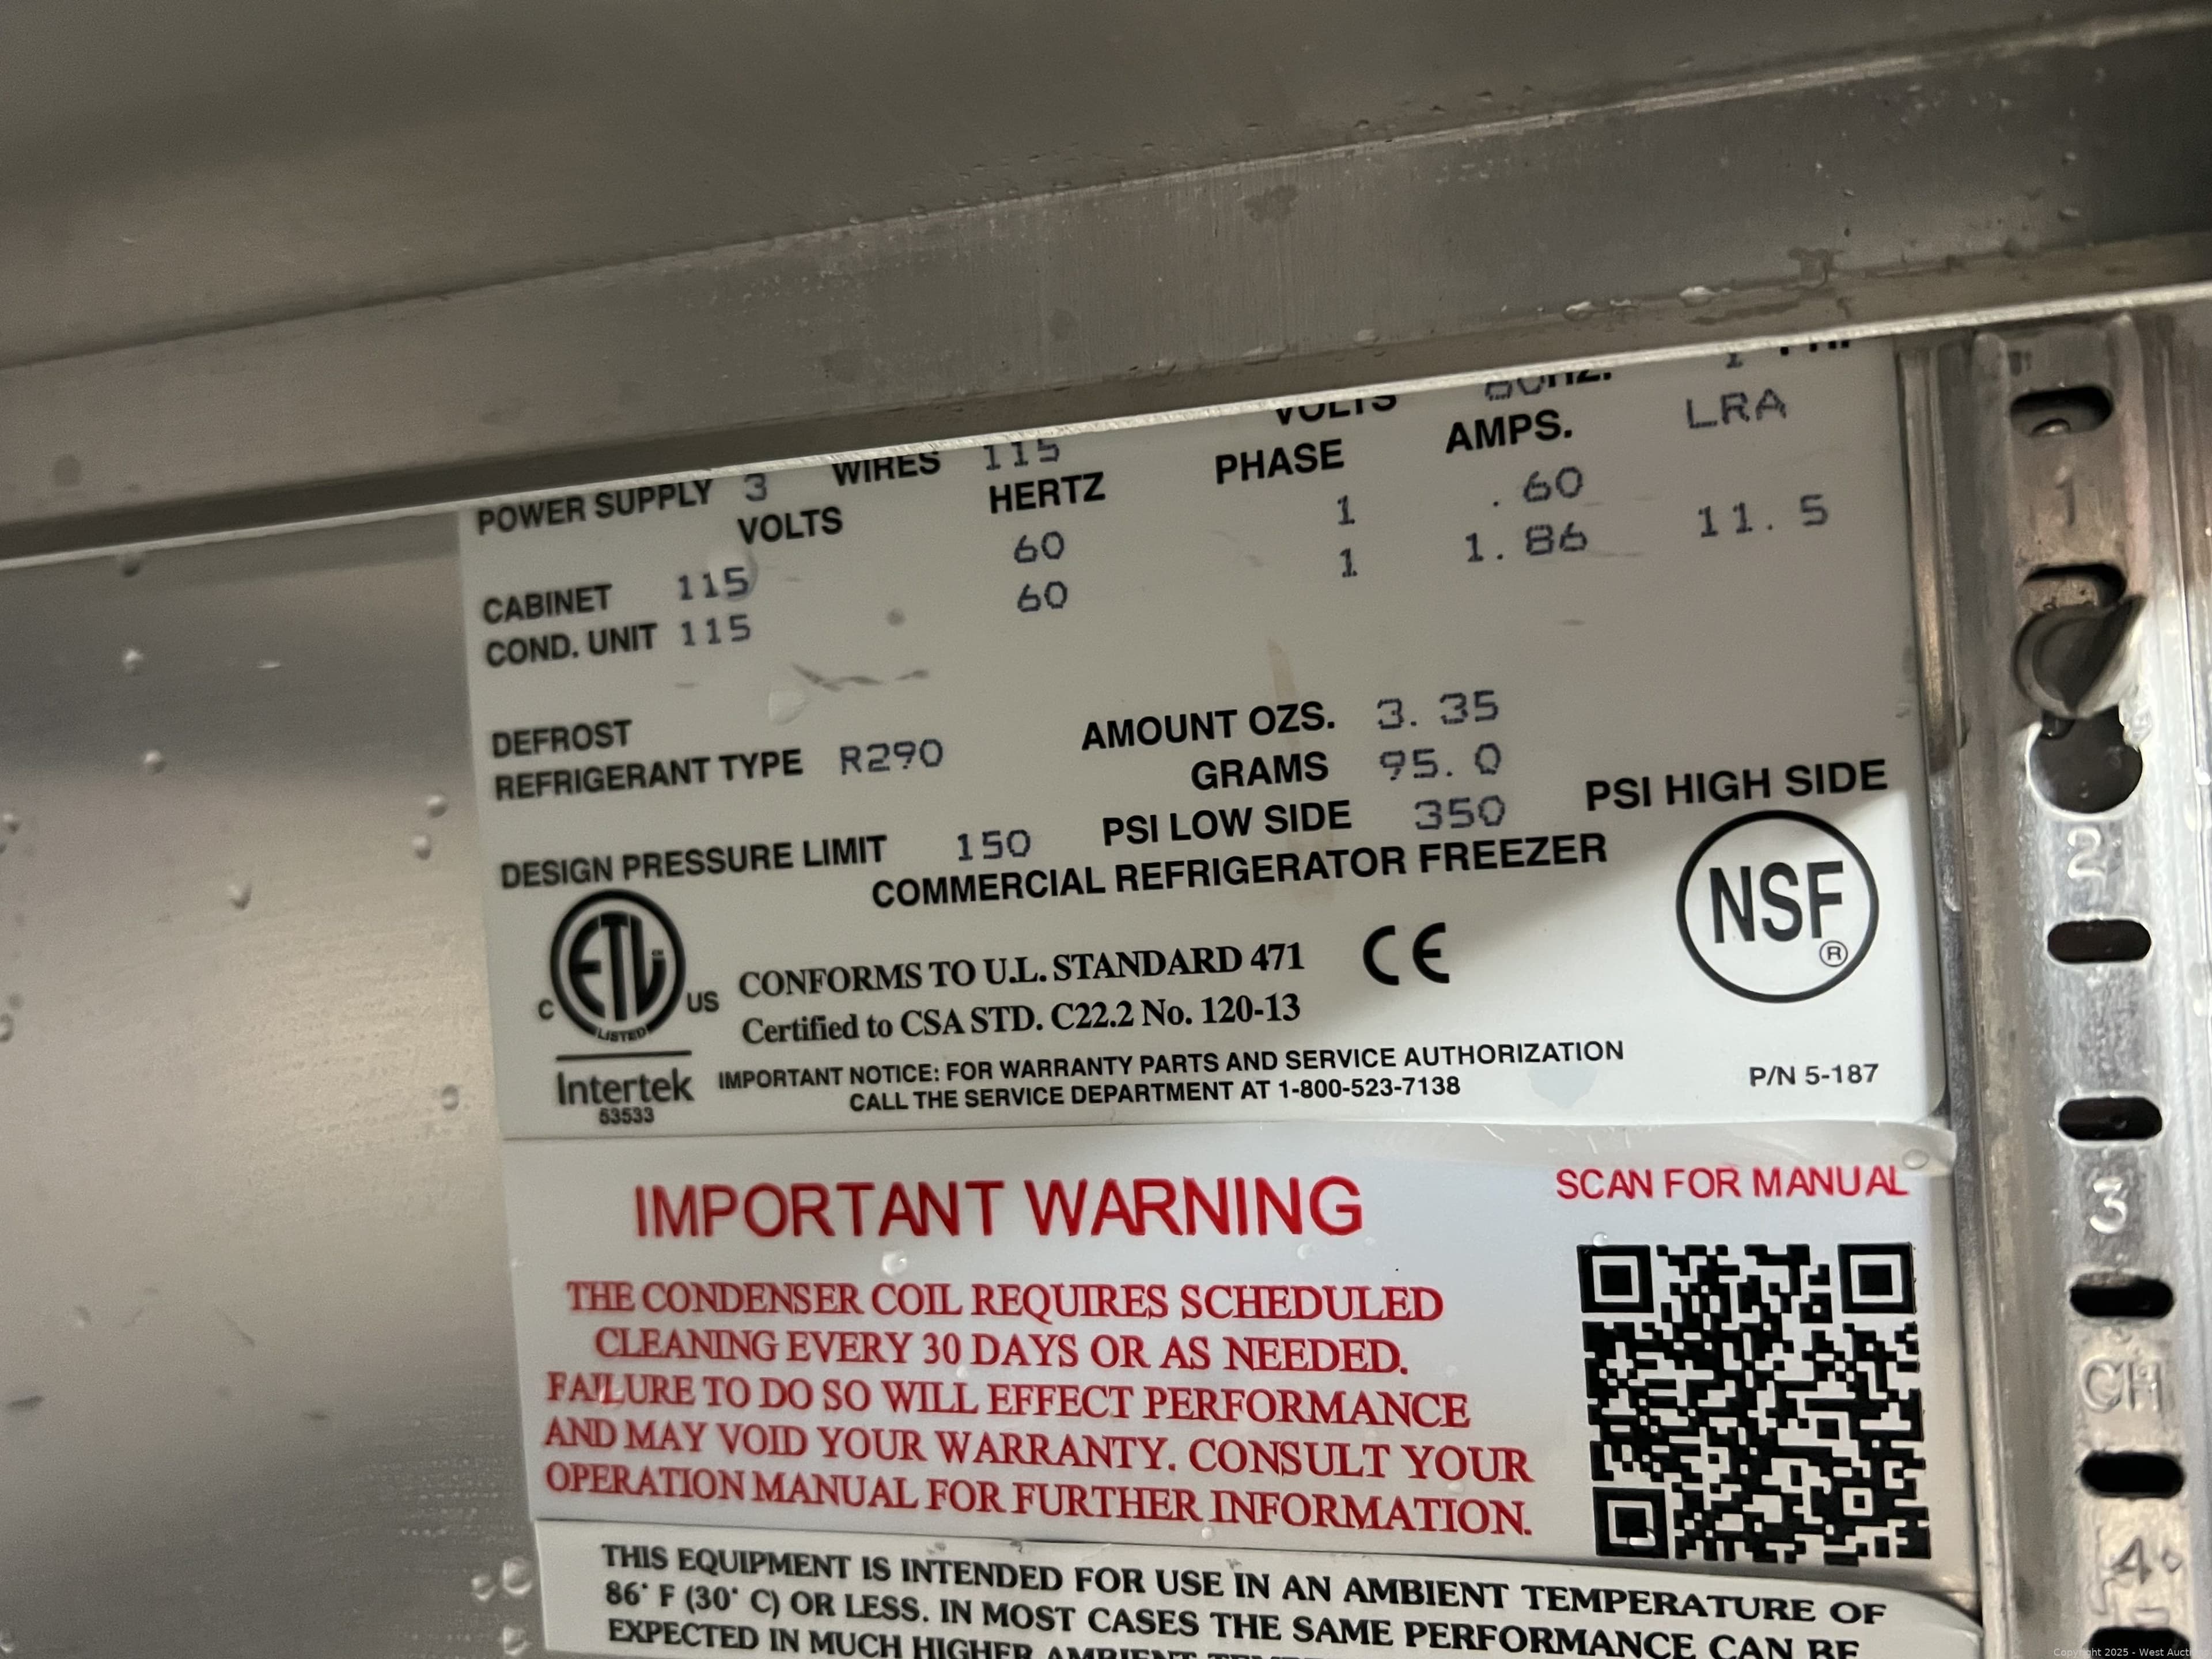 POWER SUPPLY 3 WIRES 115 VOLTS 60HZ. 1
VOLTS HERTZ PHASE AMPS. LRA
CABINET 115 60 1 .60
COND. UNIT 115 60 1 1.86 11.5
DEFROST
REFRIGERANT TYPE R290 AMOUNT OZS. 3.35
GRAMS 95.0
DESIGN PRESSURE LIMIT 150 PSI LOW SIDE 350 PSI HIGH SIDE
COMMERCIAL REFRIGERATOR FREEZER
C ETL US LISTED
Intertek
53533
CONFORMS TO U.L. STANDARD 471 CE
Certified to CSA STD. C22.2 No. 120-13
NSF ®
IMPORTANT NOTICE: FOR WARRANTY PARTS AND SERVICE AUTHORIZATION
CALL THE SERVICE DEPARTMENT AT 1-800-523-7138
P/N 5-187
IMPORTANT WARNING
SCAN FOR MANUAL
THE CONDENSER COIL REQUIRES SCHEDULED
CLEANING EVERY 30 DAYS OR AS NEEDED.
FAILURE TO DO SO WILL EFFECT PERFORMANCE
AND MAY VOID YOUR WARRANTY. CONSULT YOUR
OPERATION MANUAL FOR FURTHER INFORMATION.
THIS EQUIPMENT IS INTENDED FOR USE IN AN AMBIENT TEMPERATURE OF
86° F (30° C) OR LESS. IN MOST CASES THE SAME PERFORMANCE CAN BE
EXPECTED IN MUCH HIGHER AMBIENT
1
2
3
CH
4
Copyright 2025 - West Auct